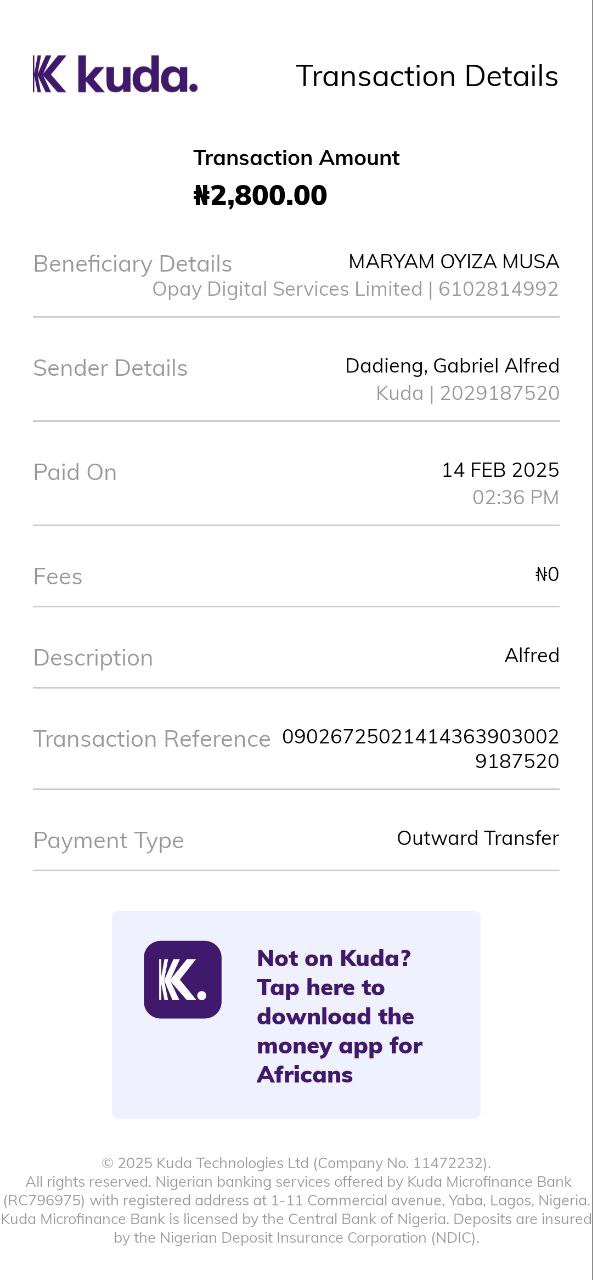 kuda.
Transaction Details
Transaction Amount
₦2,800.00
Beneficiary Details
MARYAM OYIZA MUSA
Opay Digital Services Limited | 6102814992
Sender Details
Dadieng, Gabriel Alfred
Kuda | 2029187520
Paid On
14 FEB 2025
02:36 PM
Fees
₦0
Description
Alfred
Transaction Reference
09026725021414363903002
9187520
Payment Type
Outward Transfer
K.
Not on Kuda?
Tap here to
download the
money app for
Africans
© 2025 Kuda Technologies Ltd (Company No. 11472232).
All rights reserved. Nigerian banking services offered by Kuda Microfinance Bank
(RC796975) with registered address at 1-11 Commercial avenue, Yaba, Lagos, Nigeria.
Kuda Microfinance Bank is licensed by the Central Bank of Nigeria. Deposits are insured
by the Nigerian Deposit Insurance Corporation (NDIC).